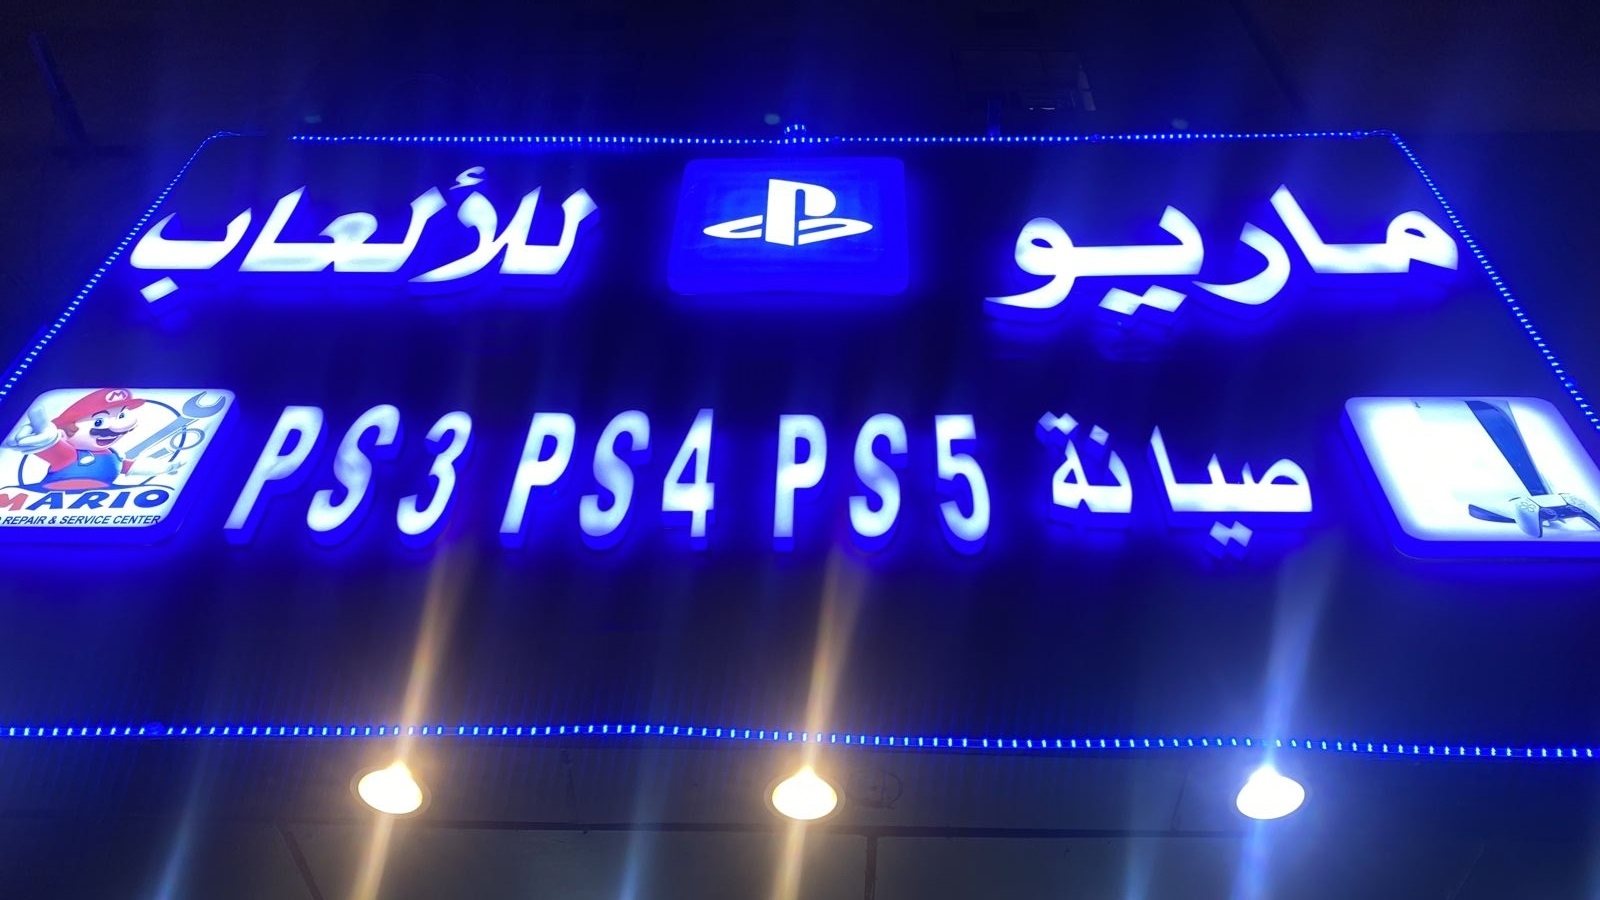 ماريو للألعاب
صيانة PS5 PS4 PS3
MARIO
REPAIR & SERVICE CENTER